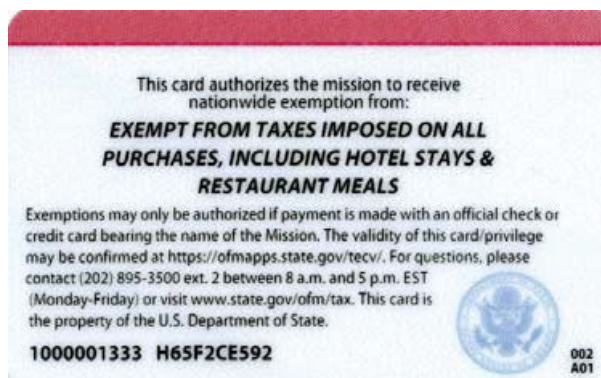 This card authorizes the mission to receive
nationwide exemption from:
EXEMPT FROM TAXES IMPOSED ON ALL
PURCHASES, INCLUDING HOTEL STAYS &
RESTAURANT MEALS
Exemptions may only be authorized if payment is made with an official check or
credit card bearing the name of the Mission. The validity of this card/privilege
may be confirmed at https://ofmapps.state.gov/tecv/. For questions, please
contact (202) 895-3500 ext. 2 between 8 a.m. and 5 p.m. EST
(Monday-Friday) or visit www.state.gov/ofm/tax. This card is
the property of the U.S. Department of State.
1000001333 H65F2CE592
002
A01